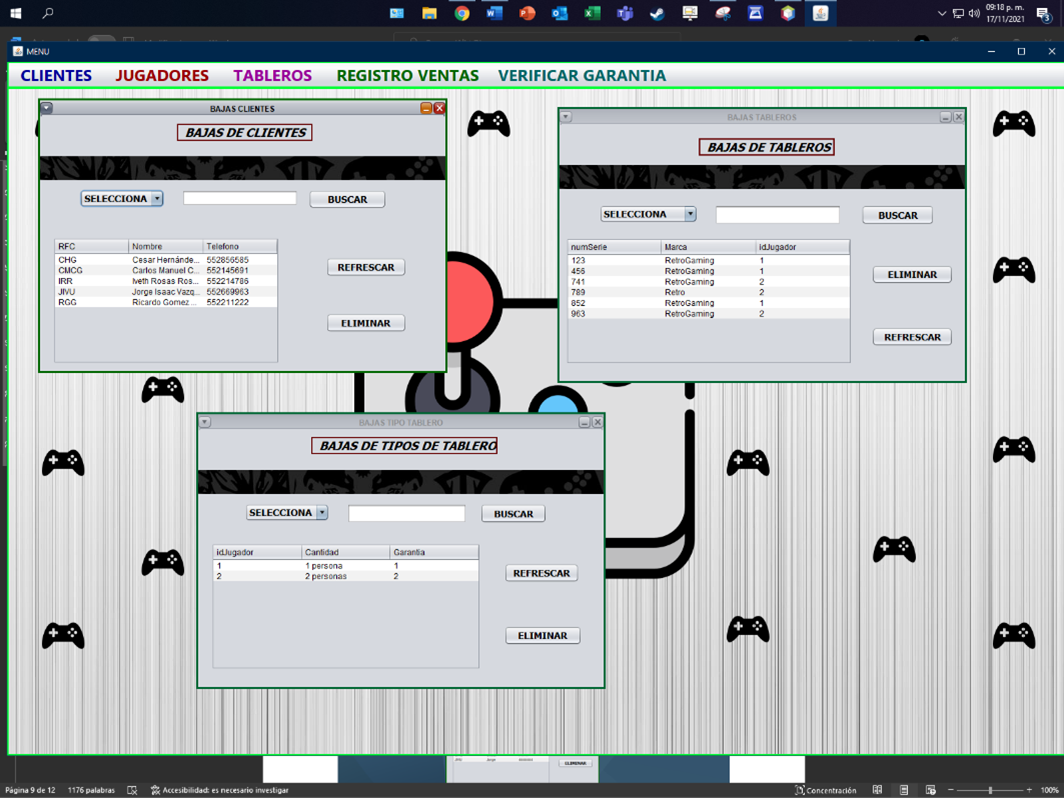 09:18 p. m.
17/11/2021
3
MENU
CLIENTES JUGADORES TABLEROS REGISTRO VENTAS VERIFICAR GARANTIA
BAJAS CLIENTES
BAJAS DE CLIENTES
SELECCIONA BUSCAR
RFC Nombre Telefono
CHG Cesar Hernánde... 552856585
CMCG Carlos Manuel C... 552145691
IRR Iveth Rosas Ros... 552214786
JIVU Jorge Isaac Vazq... 552669963
RGG Ricardo Gomez ... 552211222
REFRESCAR
ELIMINAR
BAJAS TABLEROS
BAJAS DE TABLEROS
SELECCIONA BUSCAR
numSerie Marca idJugador
123 RetroGaming 1
456 RetroGaming 1
741 RetroGaming 2
789 Retro 2
852 RetroGaming 1
963 RetroGaming 2
ELIMINAR
REFRESCAR
BAJAS TIPO TABLERO
BAJAS DE TIPOS DE TABLERO
SELECCIONA BUSCAR
idJugador Cantidad Garantia
1 1 persona 1
2 2 personas 2
REFRESCAR
ELIMINAR
ELIMINAR
Página 9 de 12 1176 palabras Accesibilidad: es necesario investigar Concentración 100%